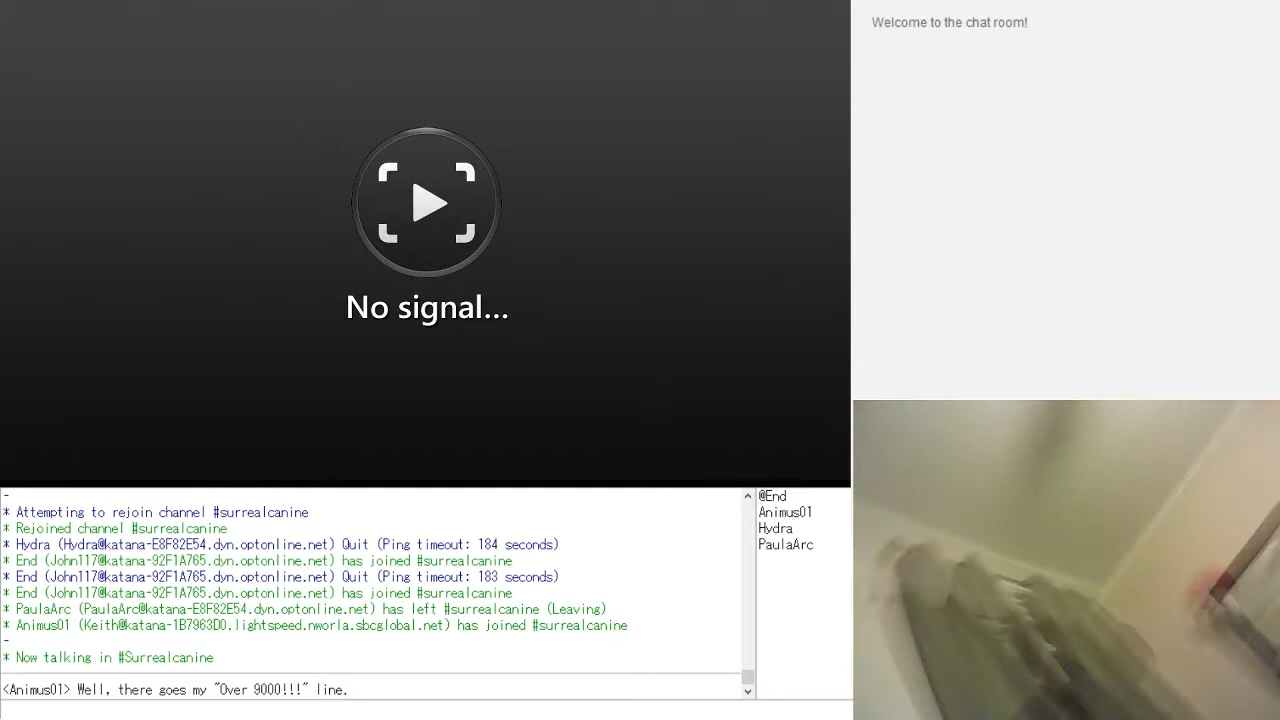 Welcome to the chat room!
No signal...
-
* Attempting to rejoin channel #surrealcanine
* Rejoined channel #surrealcanine
* Hydra (Hydra@katana-E8F82E54.dyn.optonline.net) Quit (Ping timeout: 184 seconds)
* End (John117@katana-92F1A765.dyn.optonline.net) has joined #surrealcanine
* End (John117@katana-92F1A765.dyn.optonline.net) Quit (Ping timeout: 183 seconds)
* End (John117@katana-92F1A765.dyn.optonline.net) has joined #surrealcanine
* PaulaArc (PaulaArc@katana-E8F82E54.dyn.optonline.net) has left #surrealcanine (Leaving)
* Animus01 (Keith@katana-1B7963D0.lightspeed.nworla.sbcglobal.net) has joined #surrealcanine
-
* Now talking in #Surrealcanine
<Animus01> Well, there goes my "Over 9000!!!" line.
@End
Animus01
Hydra
PaulaArc